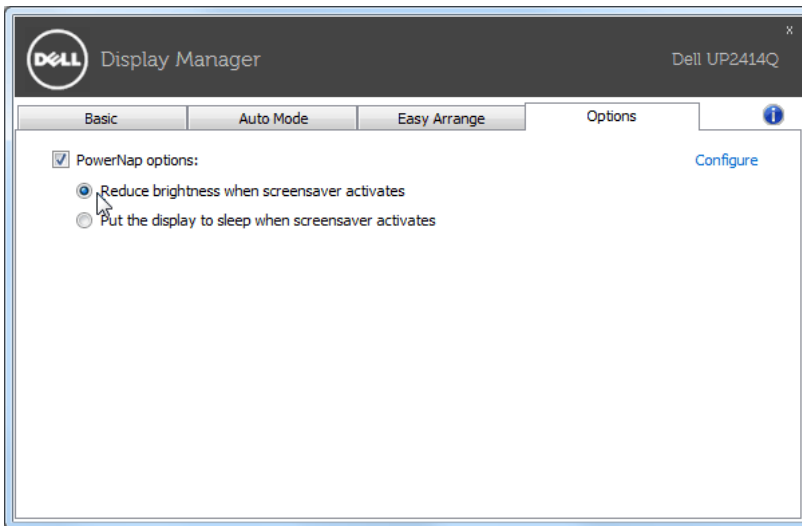 x
DELL Display Manager Dell UP2414Q
Basic Auto Mode Easy Arrange Options i
PowerNap options: Configure
Reduce brightness when screensaver activates
Put the display to sleep when screensaver activates